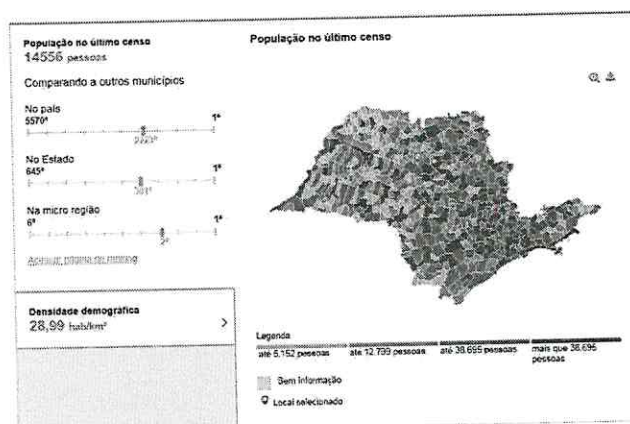 População no último censo
14556 pessoas
Comparando a outros municípios
No país
5570º
1º
No Estado
645º
1º
Na micro região
6º
1º
Densidade demográfica
28,99 hab/km²
População no último censo
Legenda
até 5.152 pessoas
até 12.799 pessoas
até 38.695 pessoas
mais que 38.695
pessoas
Sem Informação
Local selecionado